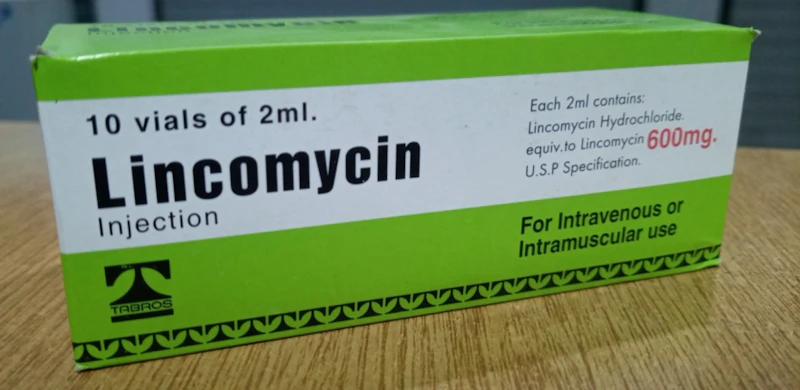 10 vials of 2ml.
Lincomycin
Injection
Each 2ml contains:
Lincomycin Hydrochloride.
equiv.to Lincomycin 600mg.
U.S.P Specification.
For Intravenous or
Intramuscular use
TABROS